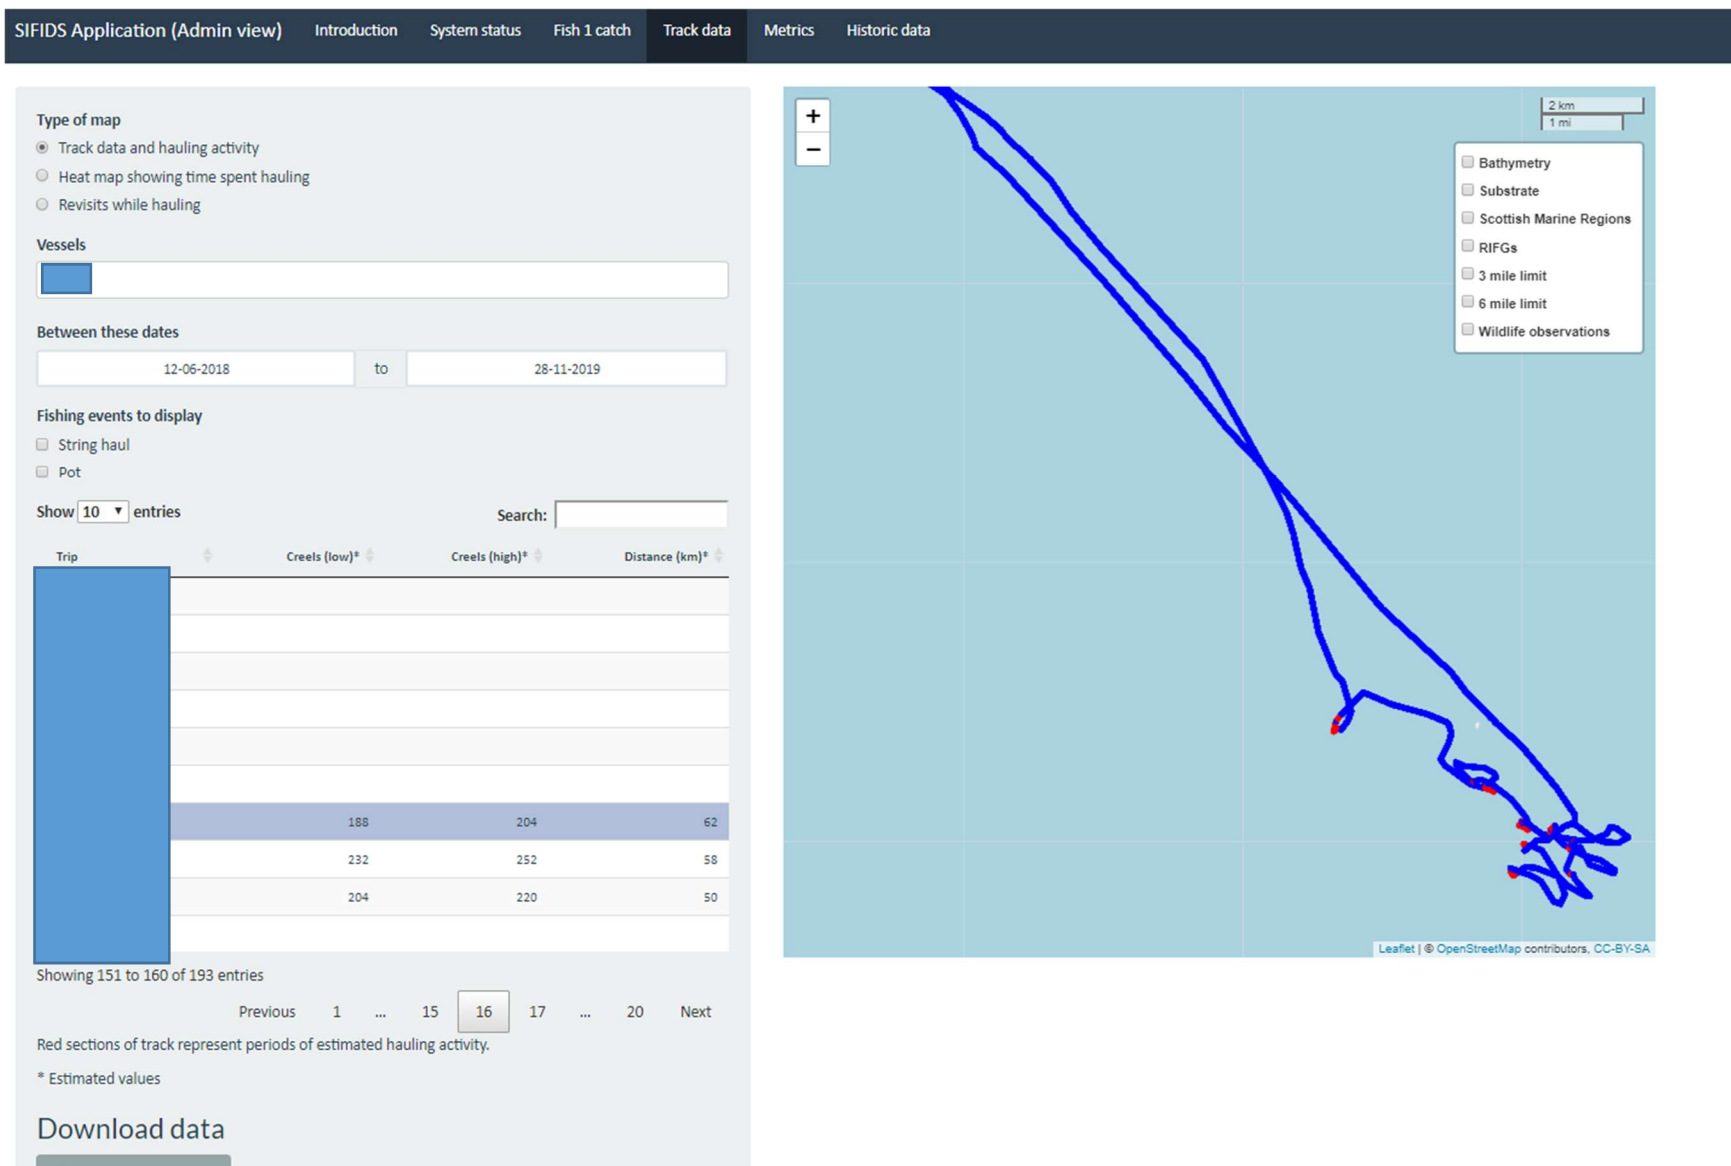 SIFIDS Application (Admin view) Introduction System status Fish 1 catch Track data Metrics Historic data
Type of map
Track data and hauling activity
Heat map showing time spent hauling
Revisits while hauling
Vessels
Between these dates
12-06-2018 to 28-11-2019
Fishing events to display
String haul
Pot
Show 10 entries
Search:
Trip Creels (low)* Creels (high)* Distance (km)*
188 204 62
232 252 58
204 220 50
Showing 151 to 160 of 193 entries
Previous 1 ... 15 16 17 ... 20 Next
Red sections of track represent periods of estimated hauling activity.
* Estimated values
Download data
+
−
2 km
1 mi
Bathymetry
Substrate
Scottish Marine Regions
RIFGs
3 mile limit
6 mile limit
Wildlife observations
Leaflet | © OpenStreetMap contributors, CC-BY-SA